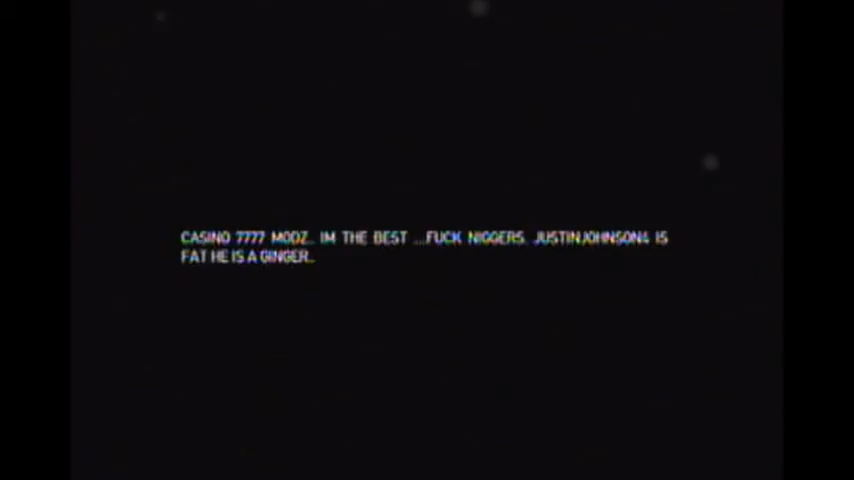 CASINO 7777 MODZ.. IM THE BEST ...FUCK NIGGERS. JUSTINJOHNSON4 IS
FAT HE IS A GINGER..